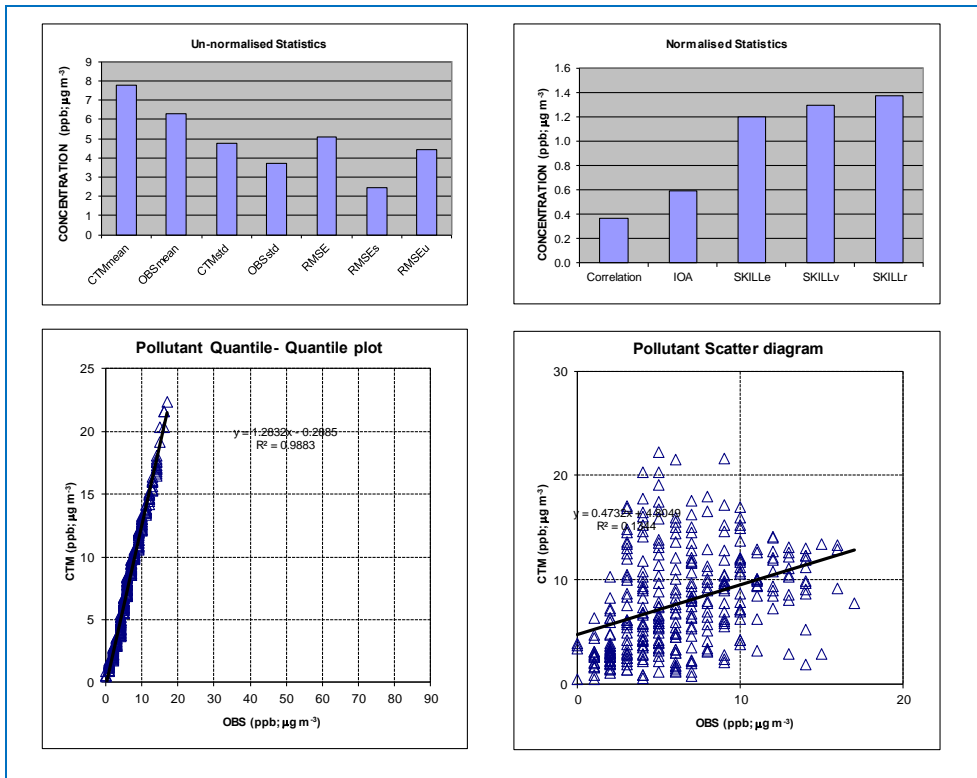 Un-normalised Statistics
CONCENTRATION (ppb; µg m-3)
9
8
7
6
5
4
3
2
1
0
CTMmean
OBSmean
CTMstd
OBSstd
RMSE
RMSEs
RMSEu
Normalised Statistics
CONCENTRATION (ppb; µg m-3)
1.6
1.4
1.2
1.0
0.8
0.6
0.4
0.2
0.0
Correlation IOA SKILLe SKILLv SKILLr
Pollutant Quantile- Quantile plot
CTM (ppb; µg m-3)
25
20
15
10
5
0
y = 1.2832x - 0.2885
R² = 0.9883
0 10 20 30 40 50 60 70 80 90
OBS (ppb; µg m-3)
Pollutant Scatter diagram
CTM (ppb; µg m-3)
30
20
10
0
y = 0.4732x +
R² =
0 10 20
OBS (ppb; µg m-3)